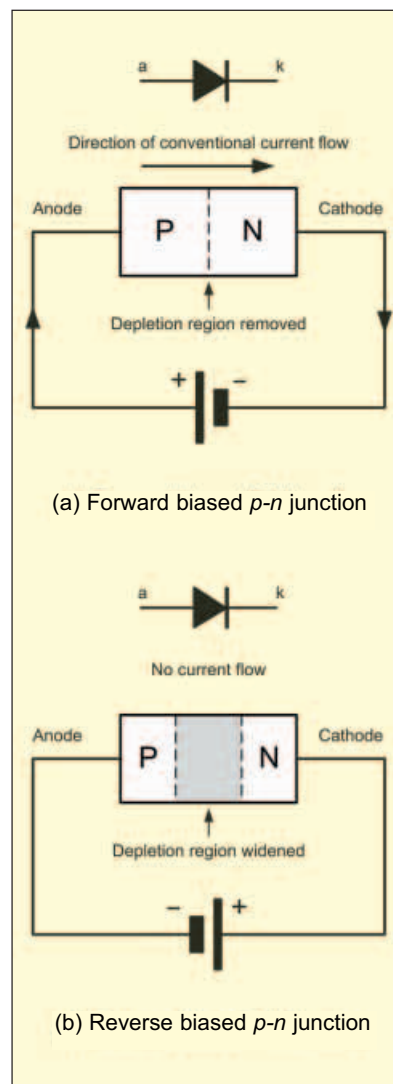 a k
Direction of conventional current flow
Anode Cathode
P N
Depletion region removed
+ −
(a) Forward biased p-n junction
a k
No current flow
Anode Cathode
P N
Depletion region widened
− +
(b) Reverse biased p-n junction